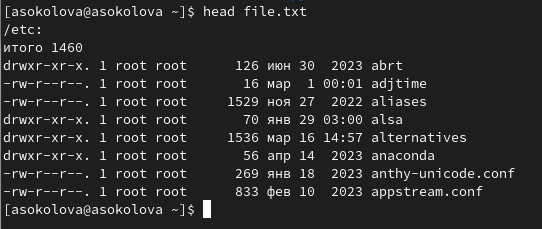 [asokolova@asokolova ~]$ head file.txt
/etc:
итого 1460
drwxr-xr-x. 1 root root      126 июн 30  2023 abrt
-rw-r--r--. 1 root root       16 мар  1 00:01 adjtime
-rw-r--r--. 1 root root     1529 ноя 27  2022 aliases
drwxr-xr-x. 1 root root       70 янв 29 03:00 alsa
drwxr-xr-x. 1 root root     1536 мар 16 14:57 alternatives
drwxr-xr-x. 1 root root       56 апр 14  2023 anaconda
-rw-r--r--. 1 root root      269 янв 18  2023 anthy-unicode.conf
-rw-r--r--. 1 root root      833 фев 10  2023 appstream.conf
[asokolova@asokolova ~]$